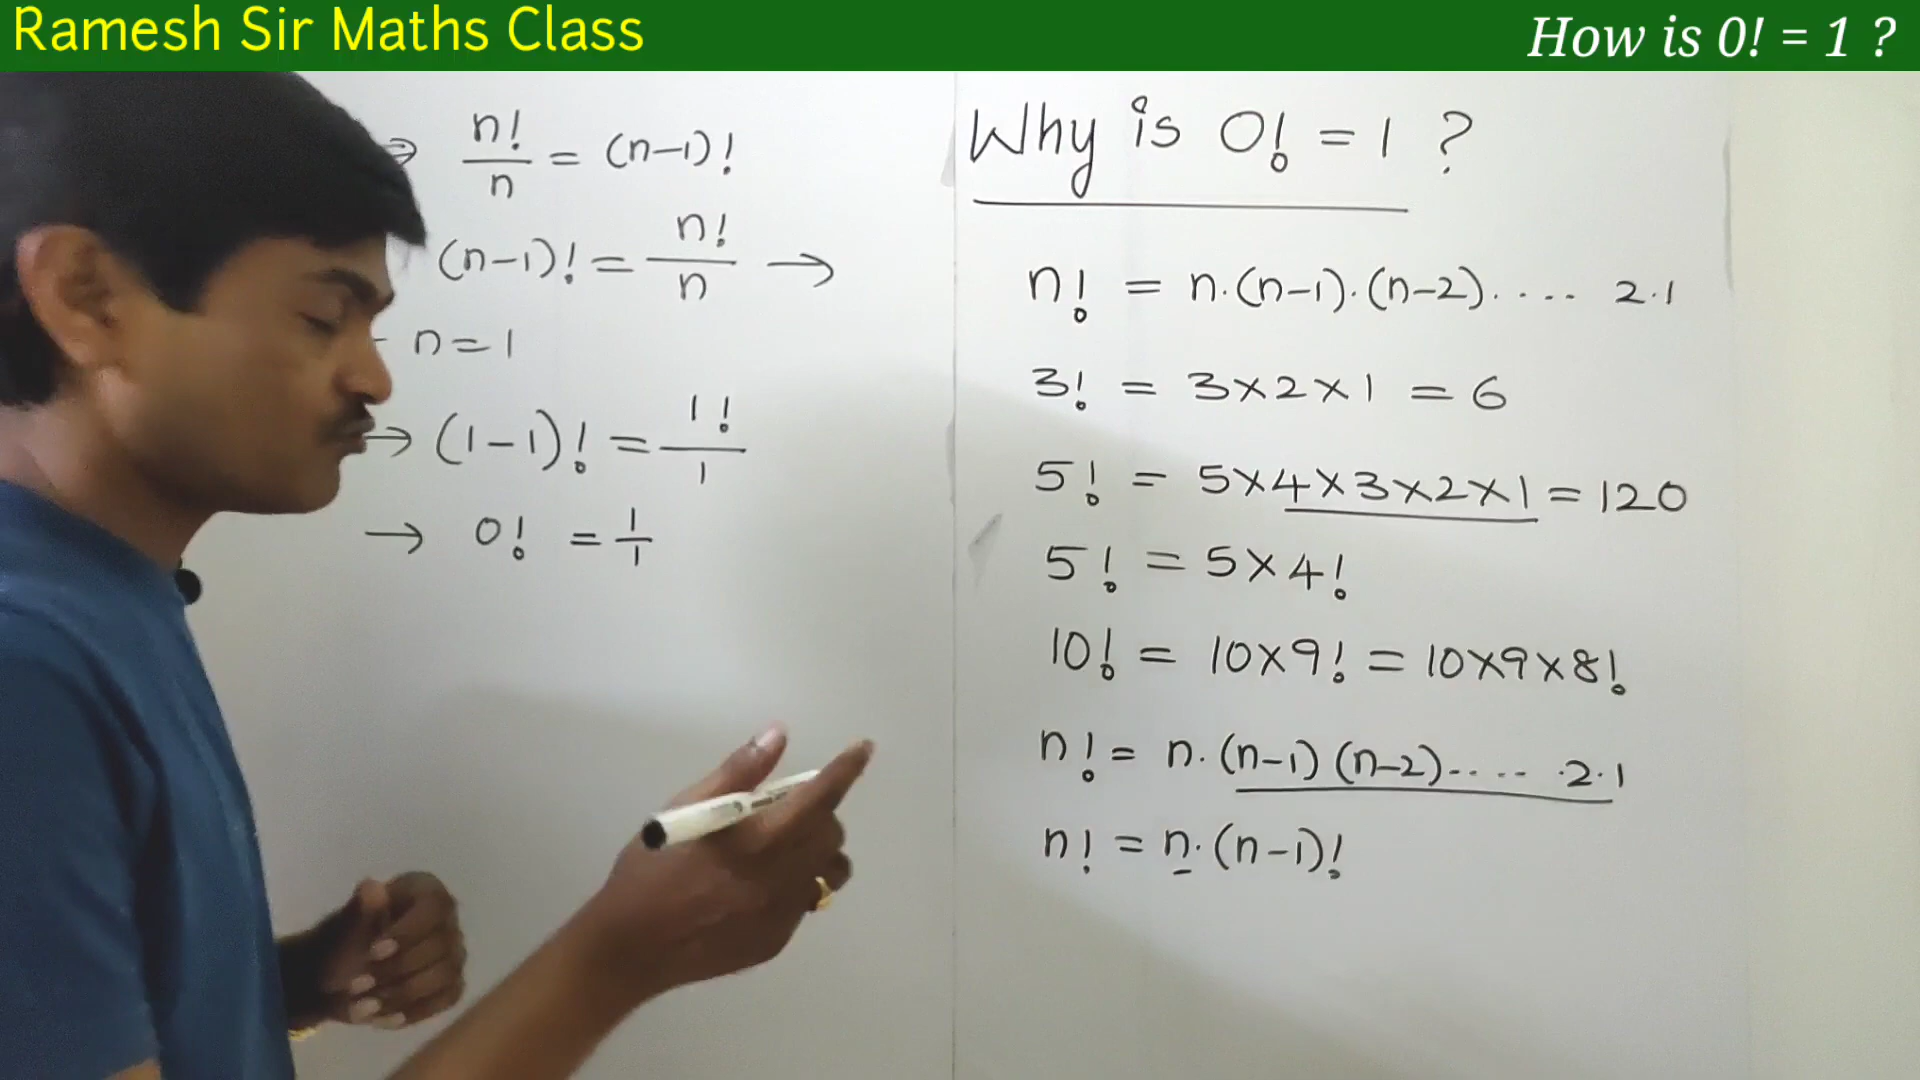 Ramesh Sir Maths Class
How is 0! = 1 ?
⇒ n!/n = (n-1)!
(n-1)! = n!/n →
n=1
→ (1-1)! = 1!/1
→ 0! = 1/1
Why is 0! = 1 ?
n! = n.(n-1).(n-2).... 2.1
3! = 3×2×1 = 6
5! = 5×4×3×2×1 = 120
5! = 5×4!
10! = 10×9! = 10×9×8!
n! = n.(n-1)(n-2).... .2.1
n! = n.(n-1)!